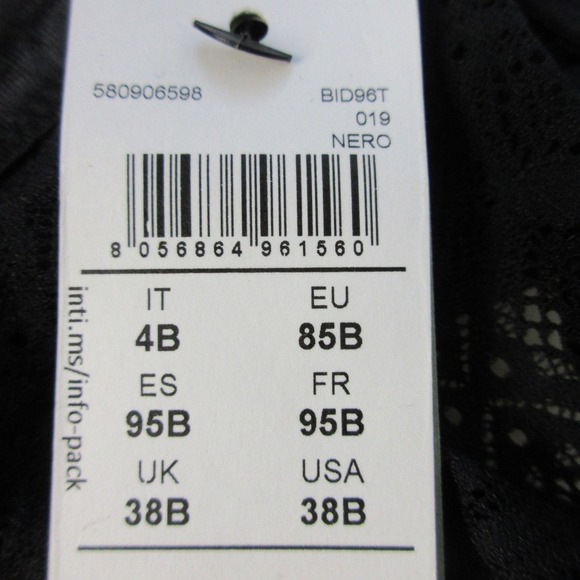 580906598 BID96T
019
NERO
8 056864 961560
IT EU
4B 85B
ES FR
95B 95B
UK USA
38B 38B
inti.ms/info-pack